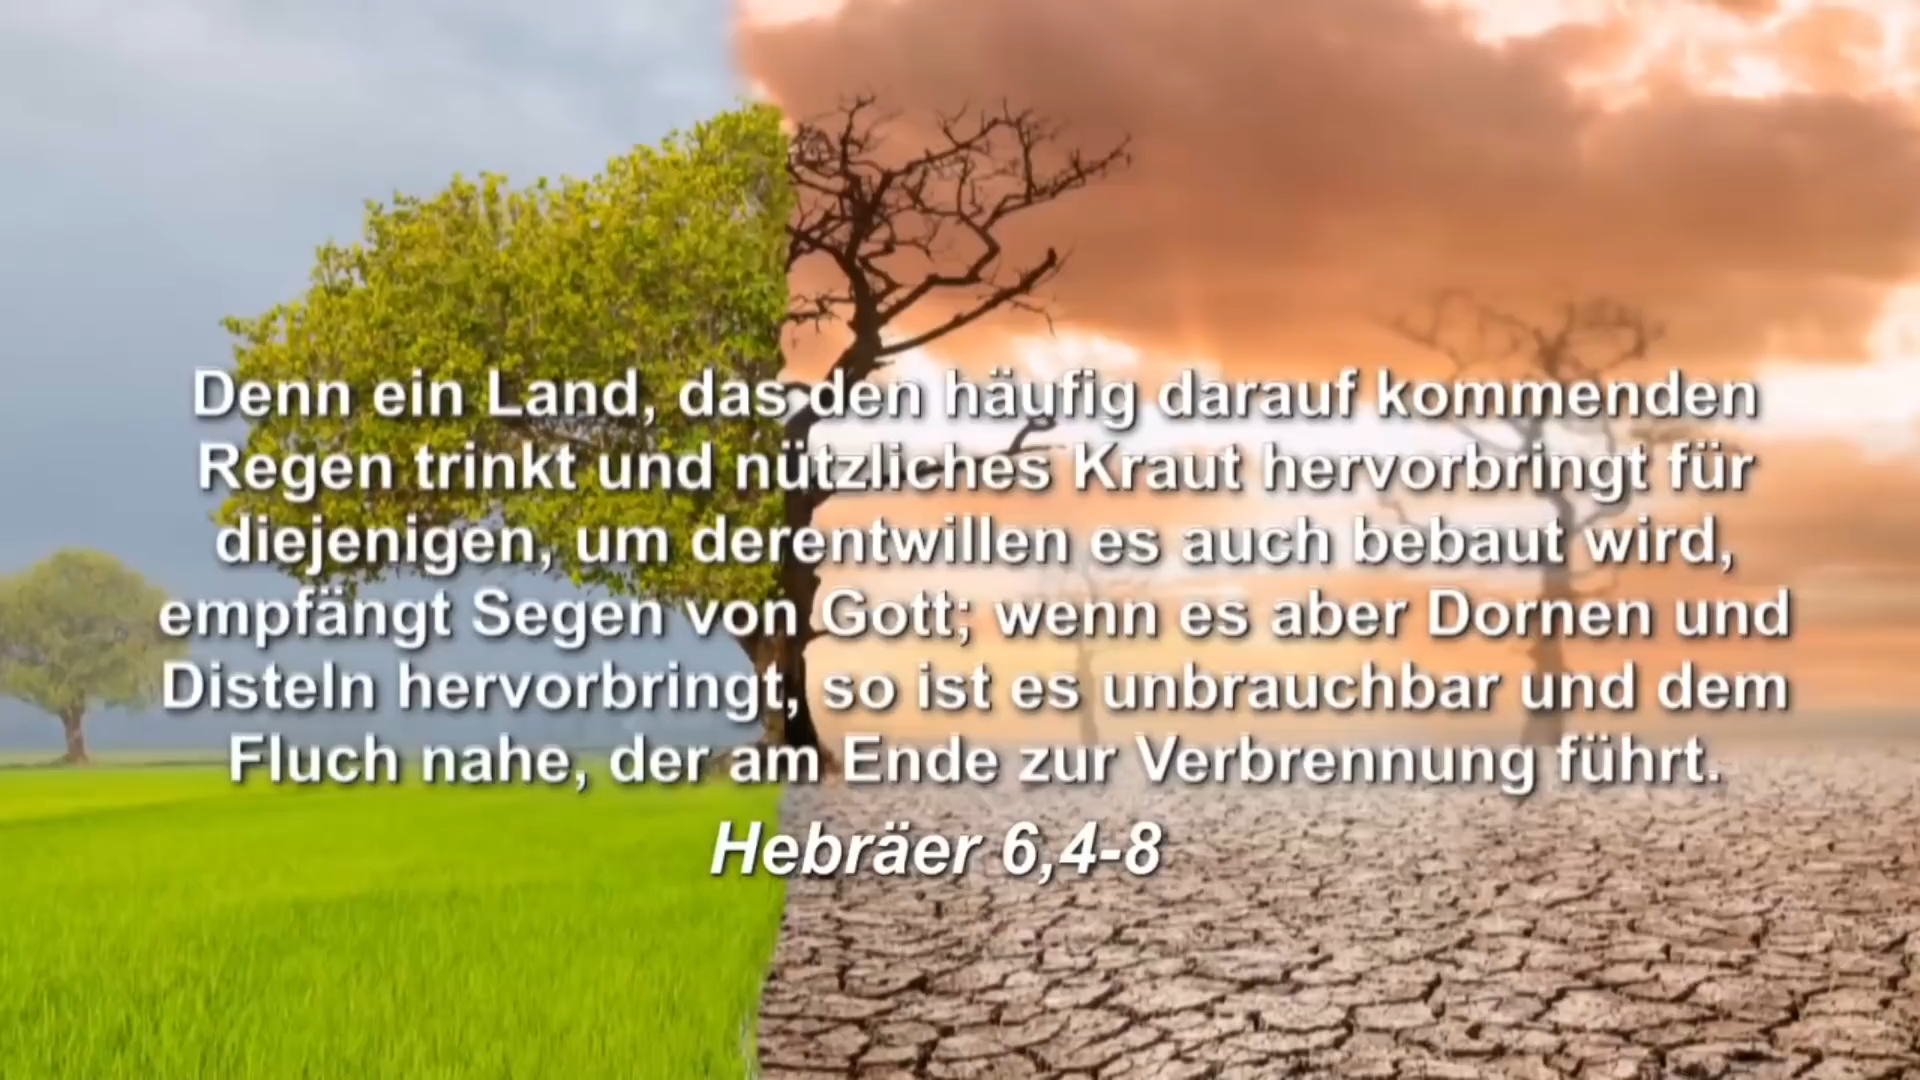 Denn ein Land, das den häufig darauf kommenden
Regen trinkt und nützliches Kraut hervorbringt für
diejenigen, um derentwillen es auch bebaut wird,
empfängt Segen von Gott; wenn es aber Dornen und
Disteln hervorbringt, so ist es unbrauchbar und dem
Fluch nahe, der am Ende zur Verbrennung führt.
Hebräer 6,4-8